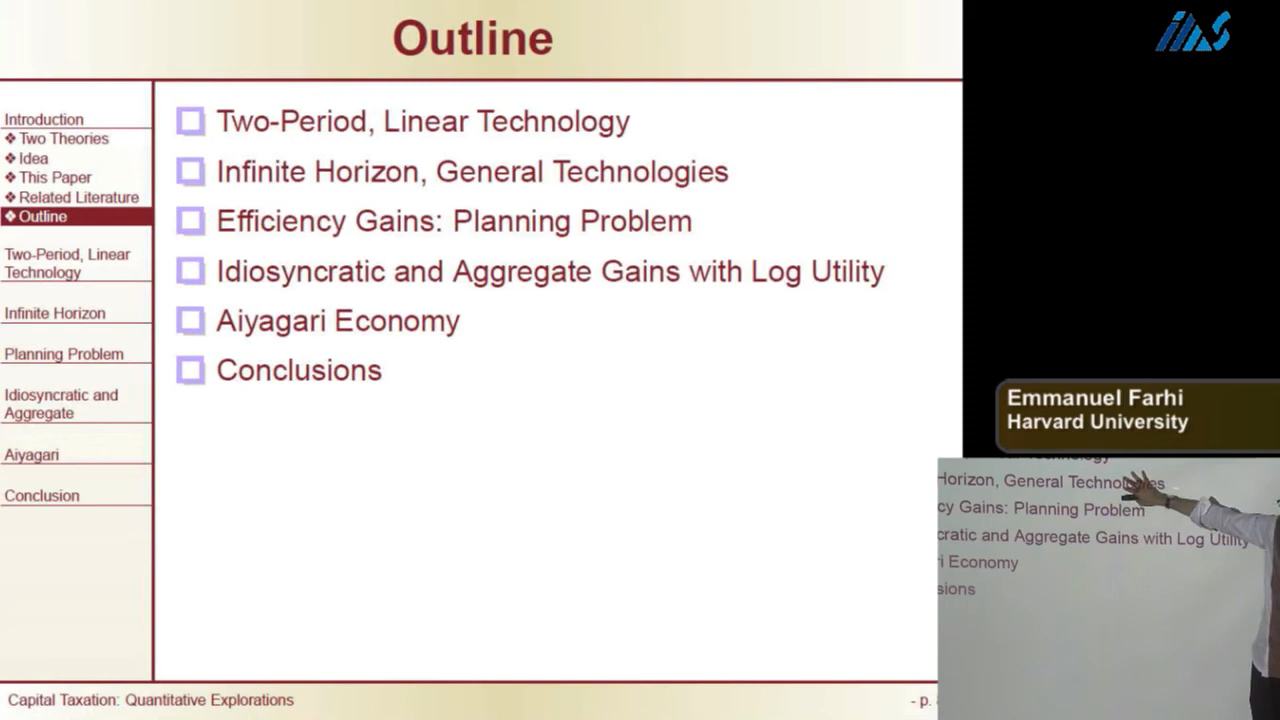 Outline
Introduction
❖ Two Theories
❖ Idea
❖ This Paper
❖ Related Literature
❖ Outline
Two-Period, Linear
Technology
Infinite Horizon
Planning Problem
Idiosyncratic and
Aggregate
Aiyagari
Conclusion
Two-Period, Linear Technology
Infinite Horizon, General Technologies
Efficiency Gains: Planning Problem
Idiosyncratic and Aggregate Gains with Log Utility
Aiyagari Economy
Conclusions
Capital Taxation: Quantitative Explorations
- p.
IIAS
Emmanuel Farhi
Harvard University
Horizon, General Technologies
cy Gains: Planning Problem
cratic and Aggregate Gains with Log Utility
ri Economy
sions